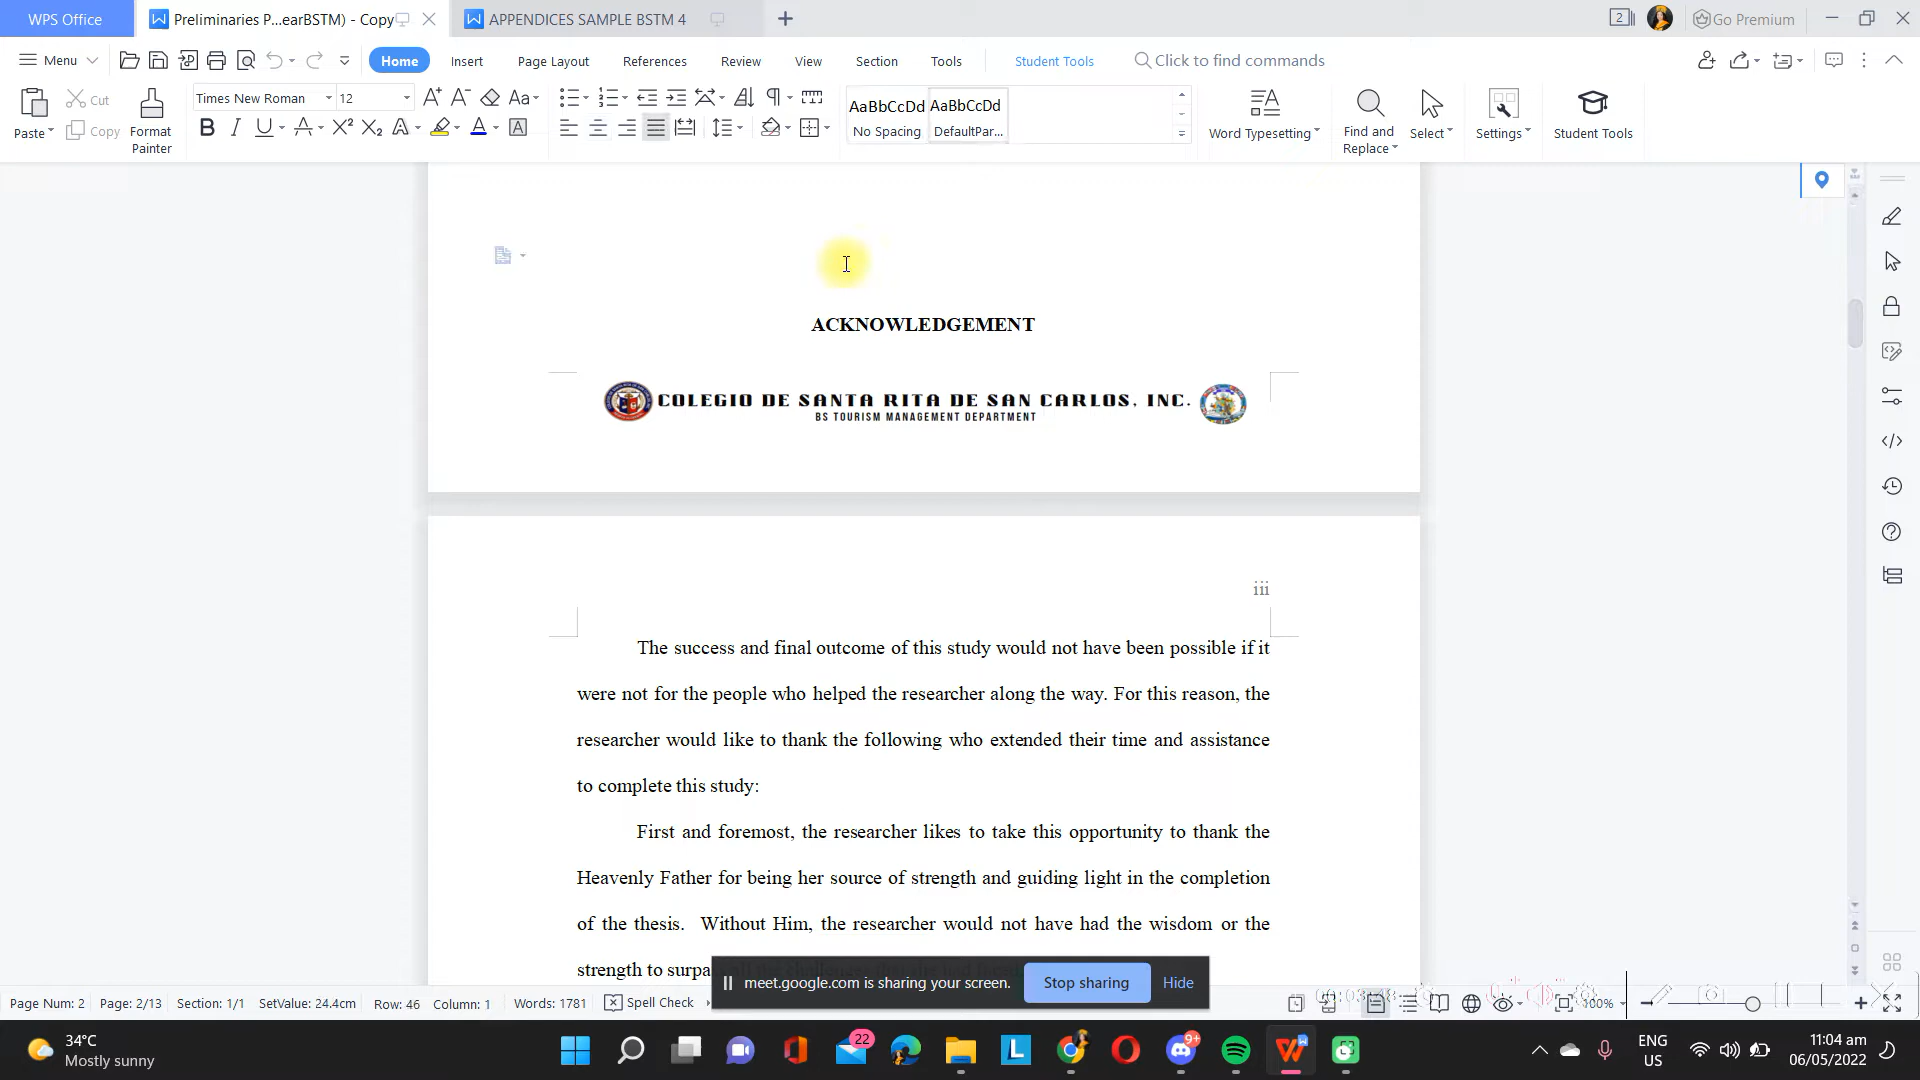 WPS Office
Preliminaries P...earBSTM) - Copy
APPENDICES SAMPLE BSTM 4
2
Go Premium
Menu
Home
Insert
Page Layout
References
Review
View
Section
Tools
Student Tools
Click to find commands
Paste
Cut
Copy
Format Painter
Times New Roman
12
AaBbCcDd
No Spacing
AaBbCcDd
DefaultPar...
Word Typesetting
Find and Replace
Select
Settings
Student Tools
ACKNOWLEDGEMENT
COLEGIO DE SANTA RITA DE SAN CARLOS, INC.
BS TOURISM MANAGEMENT DEPARTMENT
iii
The success and final outcome of this study would not have been possible if it
were not for the people who helped the researcher along the way. For this reason, the
researcher would like to thank the following who extended their time and assistance
to complete this study:
First and foremost, the researcher likes to take this opportunity to thank the
Heavenly Father for being her source of strength and guiding light in the completion
of the thesis. Without Him, the researcher would not have had the wisdom or the
strength to
meet.google.com is sharing your screen.
Stop sharing
Hide
Page Num: 2
Page: 2/13
Section: 1/1
SetValue: 24.4cm
Row: 46
Column: 1
Words: 1781
Spell Check
100%
34°C
Mostly sunny
22
9+
ENG
US
11:04 am
06/05/2022